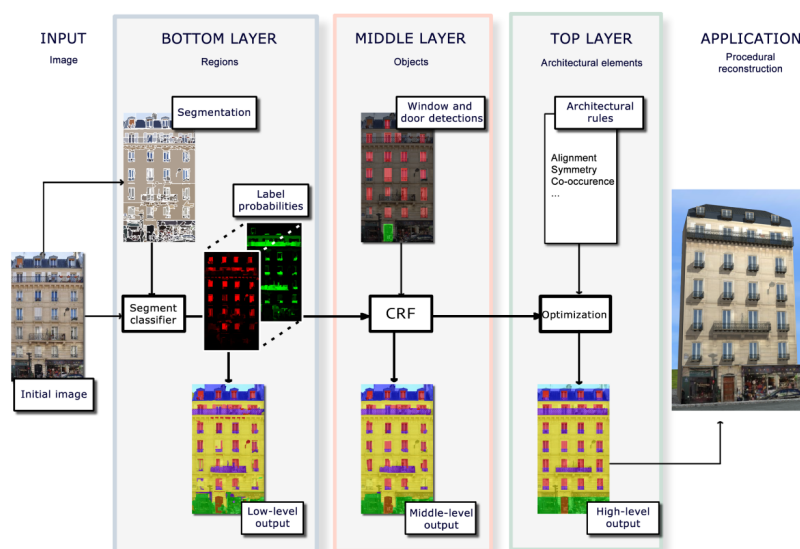 INPUT
Image
BOTTOM LAYER
Regions
MIDDLE LAYER
Objects
TOP LAYER
Architectural elements
APPLICATION
Procedural
reconstruction
Segmentation
Window and
door detections
Architectural
rules
Alignment
Symmetry
Co-occurence
...
Label
probabilities
Segment
classifier
CRF
Optimization
Initial image
Low-level
output
Middle-level
output
High-level
output